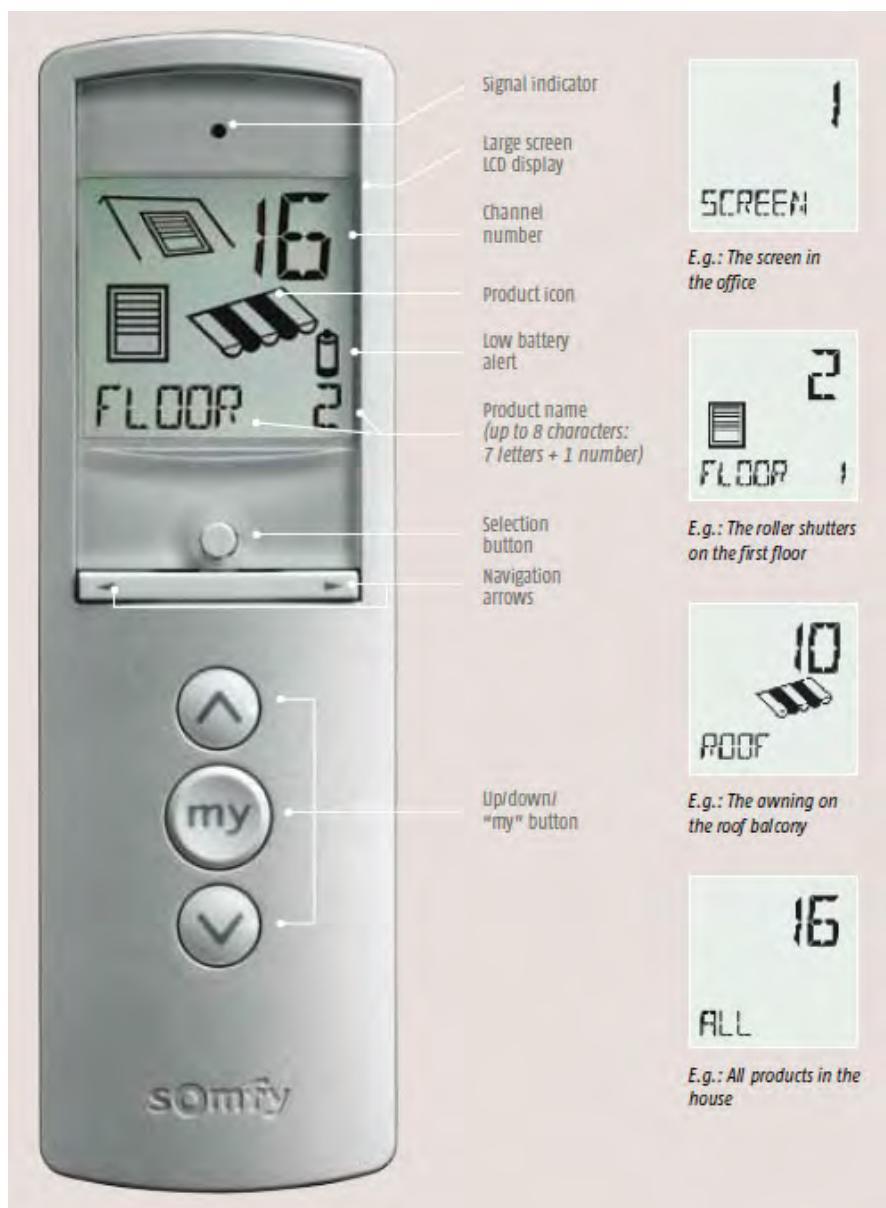 Signal indicator
Large screen
LCD display
Channel
number
Product icon
Low battery
alert
Product name
(up to 8 characters:
7 letters + 1 number)
Selection
button
Navigation
arrows
Up/down/
"my" button
16
FLOOR 2
my
somfy
1
SCREEN
E.g.: The screen in
the office
2
FLOOR 1
E.g.: The roller shutters
on the first floor
10
ROOF
E.g.: The awning on
the roof balcony
16
ALL
E.g.: All products in the
house